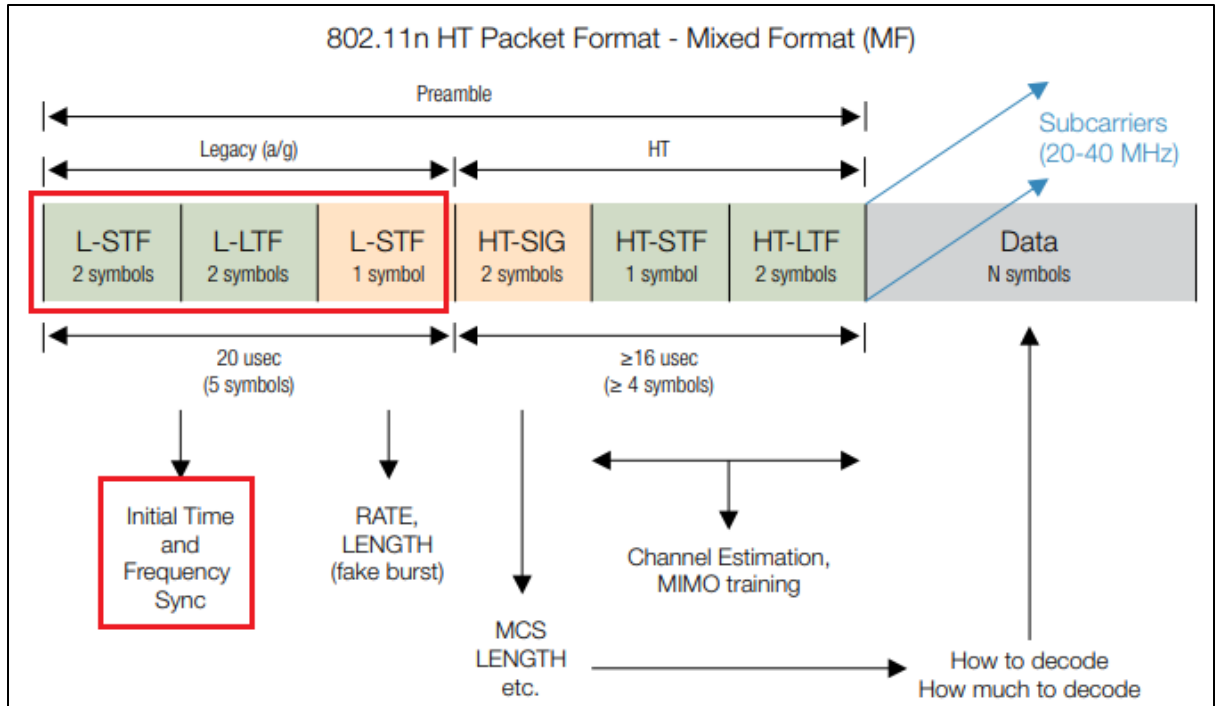 802.11n HT Packet Format - Mixed Format (MF)
Preamble
Legacy (a/g)
HT
Subcarriers
(20-40 MHz)
L-STF
2 symbols
L-LTF
2 symbols
L-STF
1 symbol
HT-SIG
2 symbols
HT-STF
1 symbol
HT-LTF
2 symbols
Data
N symbols
20 usec
(5 symbols)
≥16 usec
(≥ 4 symbols)
Initial Time
and
Frequency
Sync
RATE,
LENGTH
(fake burst)
Channel Estimation,
MIMO training
MCS
LENGTH
etc.
How to decode
How much to decode